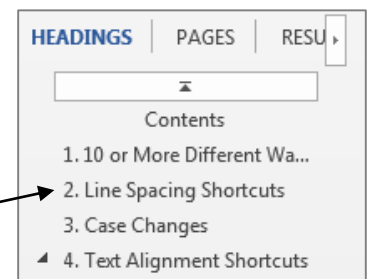 HEADINGS PAGES RESU
Contents
1. 10 or More Different Wa...
2. Line Spacing Shortcuts
3. Case Changes
4. Text Alignment Shortcuts